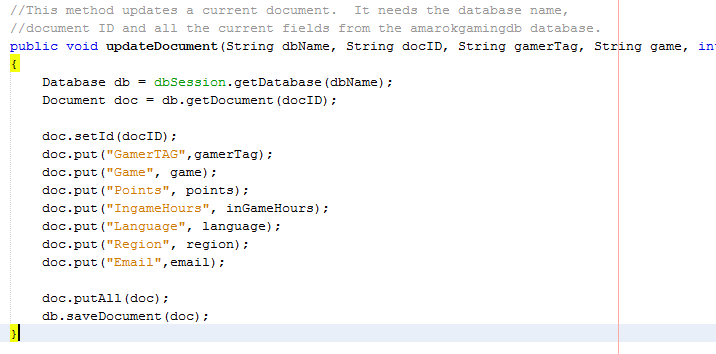 //This method updates a current document.  It needs the database name,
//document ID and all the current fields from the amarokgamingdb database.
public void updateDocument(String dbName, String docID, String gamerTag, String game, in
{
    Database db = dbSession.getDatabase(dbName);
    Document doc = db.getDocument(docID);
    doc.setId(docID);
    doc.put("GamerTAG",gamerTag);
    doc.put("Game", game);
    doc.put("Points", points);
    doc.put("IngameHours", inGameHours);
    doc.put("Language", language);
    doc.put("Region", region);
    doc.put("Email",email);
    doc.putAll(doc);
    db.saveDocument(doc);
}